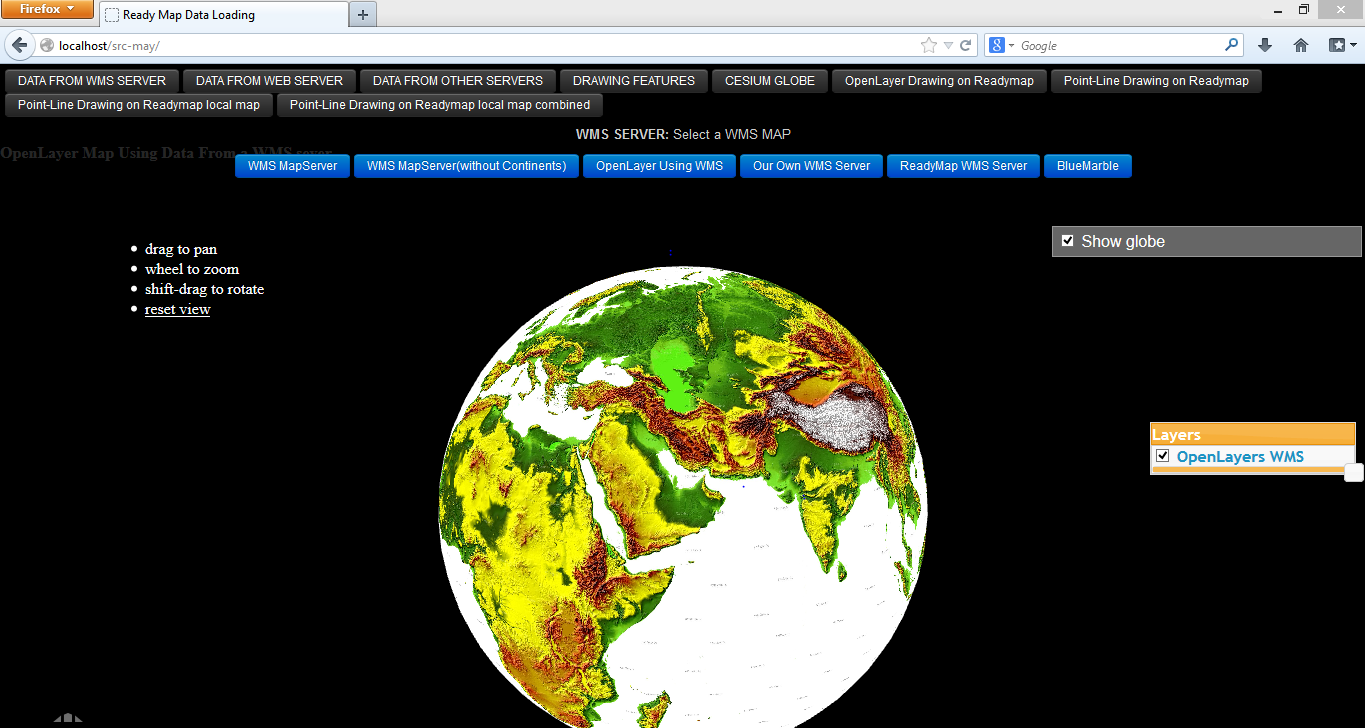 Firefox
Ready Map Data Loading
localhost/src-may/
Google
DATA FROM WMS SERVER DATA FROM WEB SERVER DATA FROM OTHER SERVERS DRAWING FEATURES CESIUM GLOBE OpenLayer Drawing on Readymap Point-Line Drawing on Readymap
Point-Line Drawing on Readymap local map Point-Line Drawing on Readymap local map combined
WMS SERVER: Select a WMS MAP
OpenLayer Map Using Data From a WMS sever
WMS MapServer WMS MapServer(without Continents) OpenLayer Using WMS Our Own WMS Server ReadyMap WMS Server BlueMarble
drag to pan
Show globe
wheel to zoom
shift-drag to rotate
reset view
Layers
OpenLayers WMS